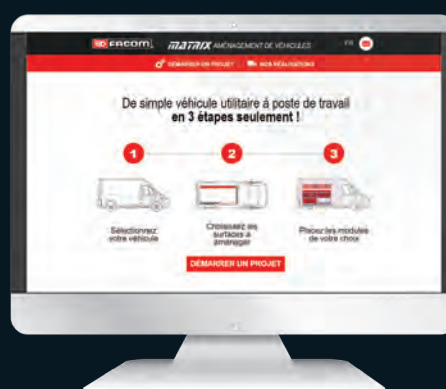 FACOM MATRIX AMÉNAGEMENT DE VÉHICULES FR
DÉMARRER UN PROJET NOS RÉALISATIONS
De simple véhicule utilitaire á poste de travail
en 3 étapes seulement !
1 2 3
Sélectionnez
votre véhicule
Choisissez les
surfaces à
aménager
Placez les modules
de votre choix
DÉMARRER UN PROJET